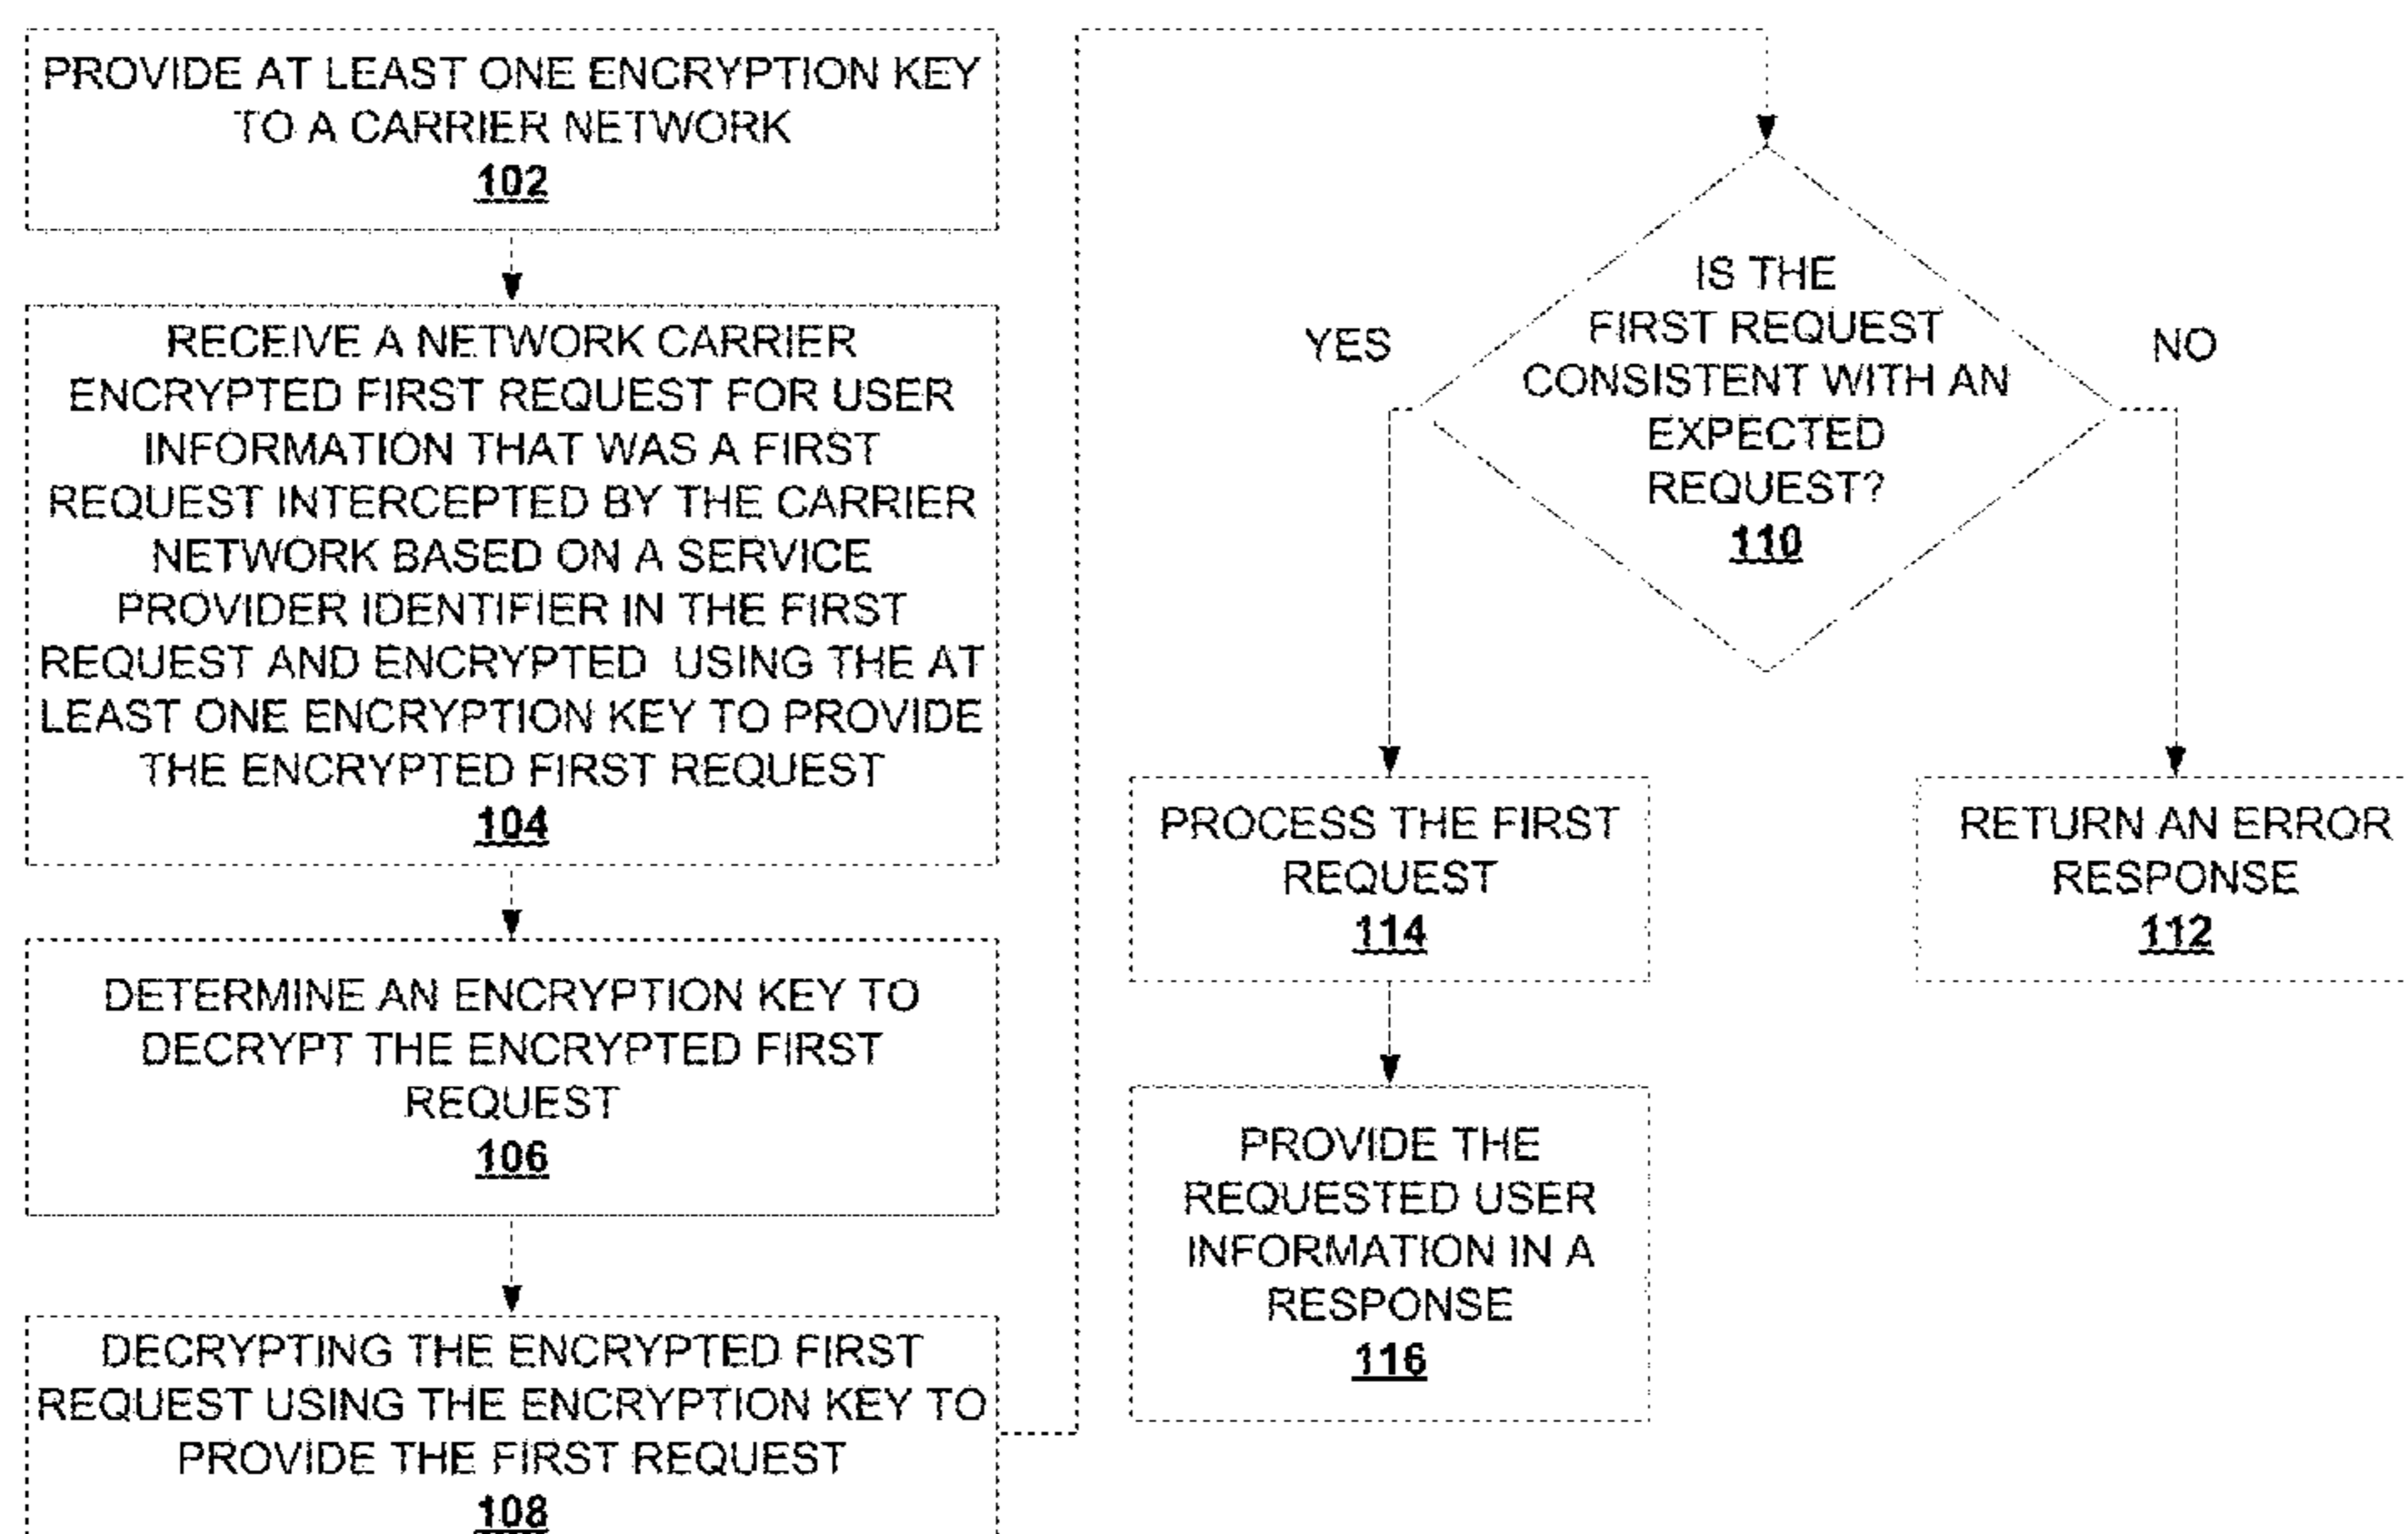 PROVIDE AT LEAST ONE ENCRYPTION KEY
TO A CARRIER NETWORK
102
RECEIVE A NETWORK CARRIER
ENCRYPTED FIRST REQUEST FOR USER
INFORMATION THAT WAS A FIRST
REQUEST INTERCEPTED BY THE CARRIER
NETWORK BASED ON A SERVICE
PROVIDER IDENTIFIER IN THE FIRST
REQUEST AND ENCRYPTED USING THE AT
LEAST ONE ENCRYPTION KEY TO PROVIDE
THE ENCRYPTED FIRST REQUEST
104
DETERMINE AN ENCRYPTION KEY TO
DECRYPT THE ENCRYPTED FIRST
REQUEST
106
DECRYPTING THE ENCRYPTED FIRST
REQUEST USING THE ENCRYPTION KEY TO
PROVIDE THE FIRST REQUEST
108
IS THE
FIRST REQUEST
CONSISTENT WITH AN
EXPECTED
REQUEST?
110
YES
NO
PROCESS THE FIRST
REQUEST
114
RETURN AN ERROR
RESPONSE
112
PROVIDE THE
REQUESTED USER
INFORMATION IN A
RESPONSE
116